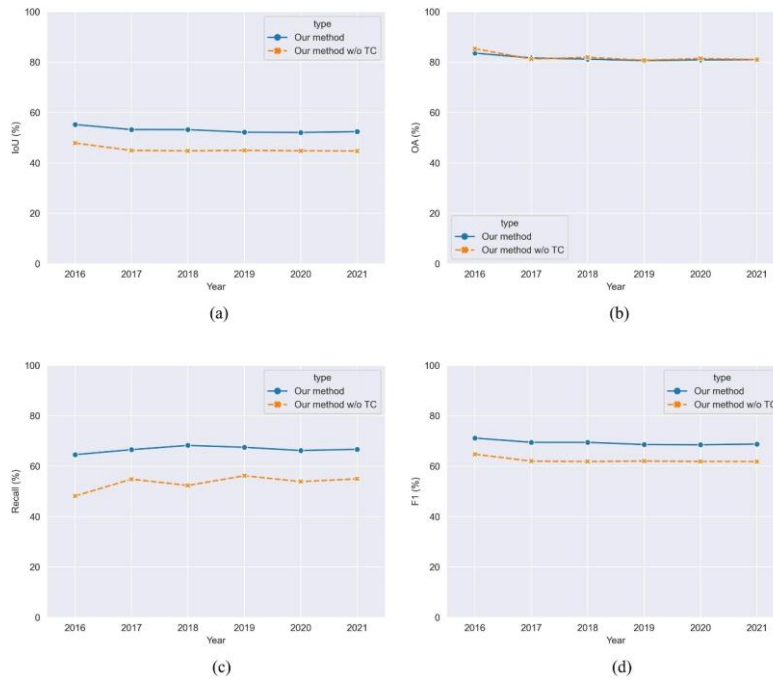 100
80
60
40
20
0
IoU (%)
type
Our method
Our method w/o TC
2016 2017 2018 2019 2020 2021
Year
(a)
100
80
60
40
20
0
OA (%)
type
Our method
Our method w/o TC
2016 2017 2018 2019 2020 2021
Year
(b)
100
80
60
40
20
0
Recall (%)
type
Our method
Our method w/o TC
2016 2017 2018 2019 2020 2021
Year
(c)
100
80
60
40
20
0
F1 (%)
type
Our method
Our method w/o TC
2016 2017 2018 2019 2020 2021
Year
(d)